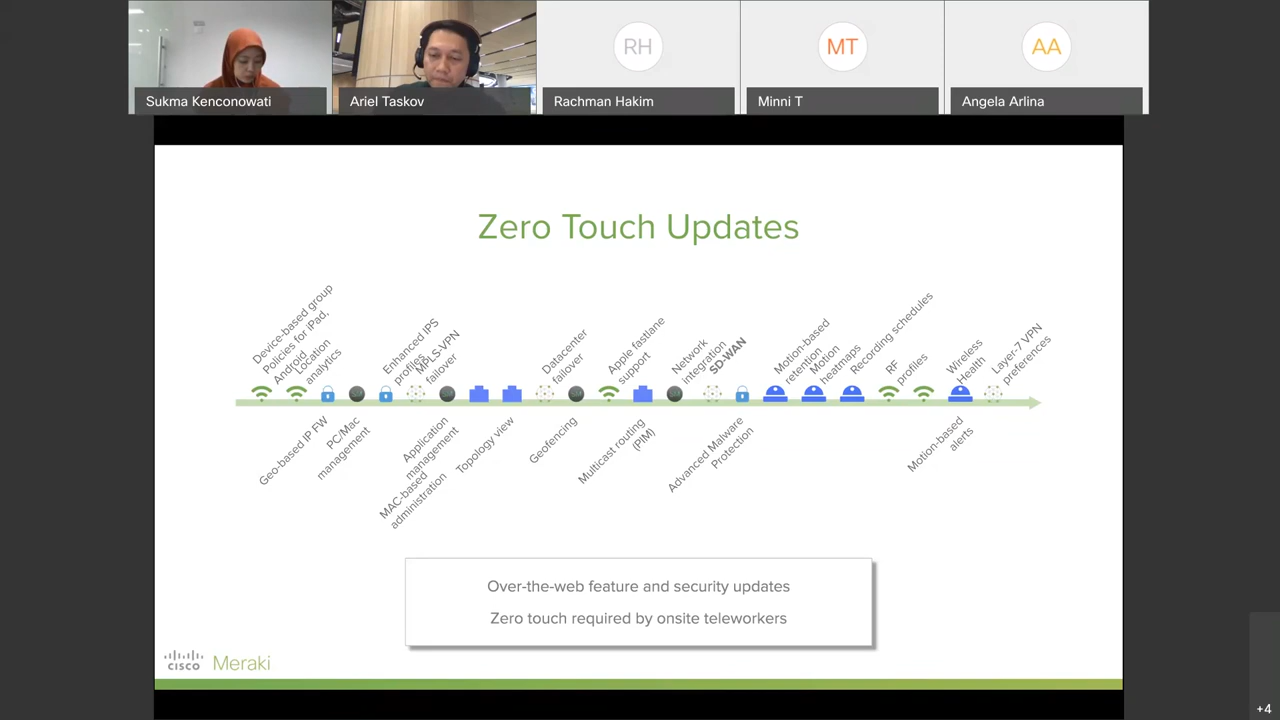 RH
MT
AA
Sukma Kenconowati
Ariel Taskov
Rachman Hakim
Minni T
Angela Arlina
Zero Touch Updates
Device-based group
Policies for iPad,
Android
Location
analytics
Enhanced IPS
profiles
MPLS-VPN
failover
Datacenter
failover
Apple fastlane
support
Network
integration
SD-WAN
Motion-based
retention
Motion
heatmaps
Recording schedules
RF
profiles
Wireless
Health
Layer-7 VPN
preferences
Geo-based IP FW
PC/Mac
management
Application
management
MAC-based
administration
Topology view
Geofencing
Multicast routing
(PIM)
Advanced Malware
Protection
Motion-based
alerts
Over-the-web feature and security updates
Zero touch required by onsite teleworkers
cisco Meraki
+4